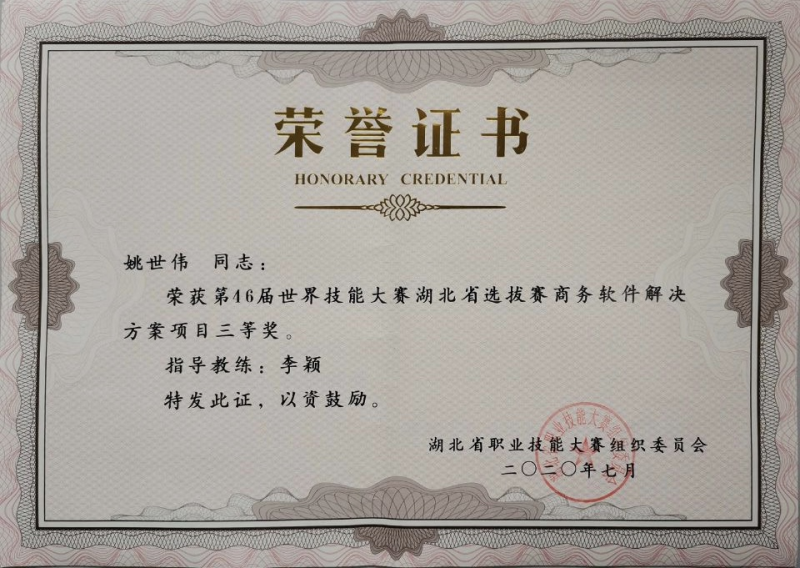 荣誉证书
HONORARY CREDENTIAL
姚世伟 同志：
荣获第46届世界技能大赛湖北省选拔赛商务软件解决
方案项目三等奖。
指导教练：李颖
特发此证，以资鼓励。
湖北省职业技能大赛组织委员会
二〇二〇年七月